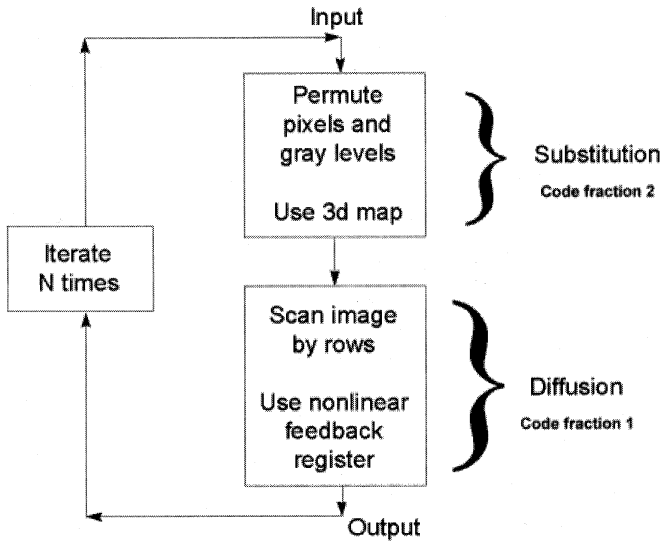 Input
Permute
pixels and
gray levels
Use 3d map
Substitution
Code fraction 2
Iterate
N times
Scan image
by rows
Use nonlinear
feedback
register
Diffusion
Code fraction 1
Output